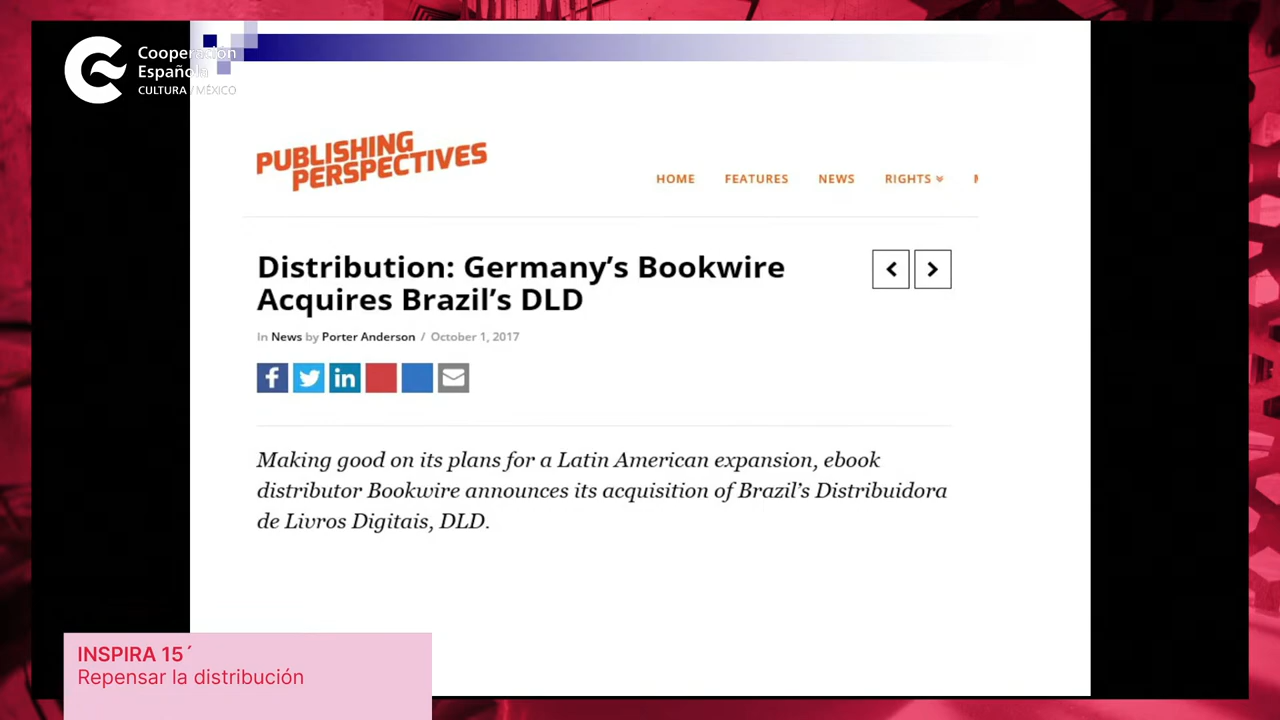 Cooperación
Española
CULTURA / MÉXICO
PUBLISHING
PERSPECTIVES
HOME FEATURES NEWS RIGHTS
Distribution: Germany’s Bookwire
Acquires Brazil’s DLD
In News by Porter Anderson / October 1, 2017
Making good on its plans for a Latin American expansion, ebook
distributor Bookwire announces its acquisition of Brazil’s Distribuidora
de Livros Digitais, DLD.
INSPIRA 15´
Repensar la distribución